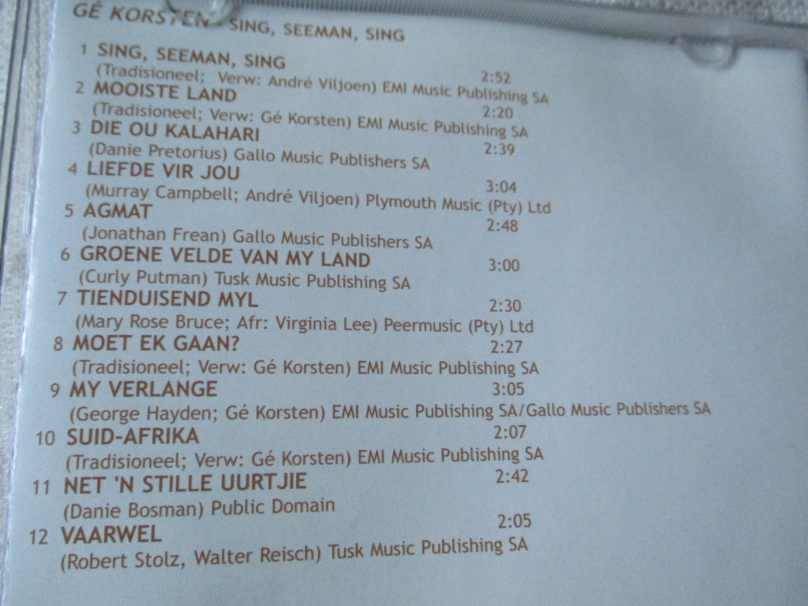 GÉ KORSTEN - SING, SEEMAN, SING
1 SING, SEEMAN, SING 2:52
(Tradisioneel; Verw: André Viljoen) EMI Music Publishing SA
2 MOOISTE LAND 2:20
(Tradisioneel; Verw: Gé Korsten) EMI Music Publishing SA
3 DIE OU KALAHARI 2:39
(Danie Pretorius) Gallo Music Publishers SA
4 LIEFDE VIR JOU 3:04
(Murray Campbell; André Viljoen) Plymouth Music (Pty) Ltd
5 AGMAT 2:48
(Jonathan Frean) Gallo Music Publishers SA
6 GROENE VELDE VAN MY LAND 3:00
(Curly Putman) Tusk Music Publishing SA
7 TIENDUISEND MYL 2:30
(Mary Rose Bruce; Afr: Virginia Lee) Peermusic (Pty) Ltd
8 MOET EK GAAN? 2:27
(Tradisioneel; Verw: Gé Korsten) EMI Music Publishing SA
9 MY VERLANGE 3:05
(George Hayden; Gé Korsten) EMI Music Publishing SA/Gallo Music Publishers SA
10 SUID-AFRIKA 2:07
(Tradisioneel; Verw: Gé Korsten) EMI Music Publishing SA
11 NET 'N STILLE UURTJIE 2:42
(Danie Bosman) Public Domain
12 VAARWEL 2:05
(Robert Stolz, Walter Reisch) Tusk Music Publishing SA